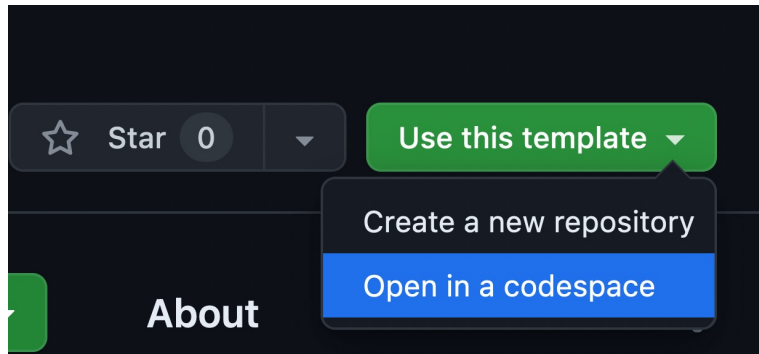 Star 0
Use this template
Create a new repository
Open in a codespace
About